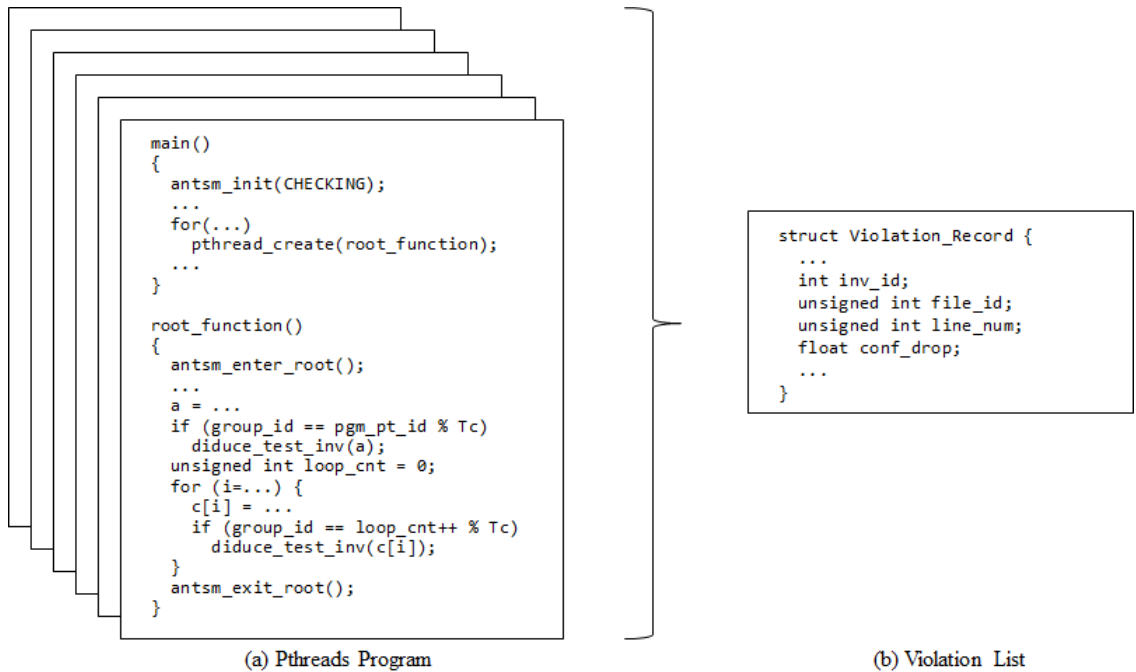 main()
{
antsm_init(CHECKING);
...
for(...)
pthread_create(root_function);
...
}
root_function()
{
antsm_enter_root();
...
a = ...
if (group_id == pgm_pt_id % Tc)
diduce_test_inv(a);
unsigned int loop_cnt = 0;
for (i=...) {
c[i] = ...
if (group_id == loop_cnt++ % Tc)
diduce_test_inv(c[i]);
}
antsm_exit_root();
}
(a) Pthreads Program
struct Violation_Record {
...
int inv_id;
unsigned int file_id;
unsigned int line_num;
float conf_drop;
...
}
(b) Violation List